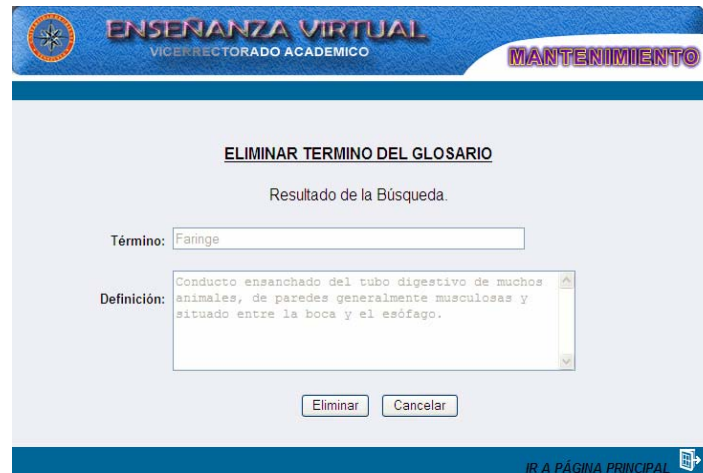 ENSEÑANZA VIRTUAL
VICERRECTORADO ACADEMICO
MANTENIMIENTO
ELIMINAR TERMINO DEL GLOSARIO
Resultado de la Búsqueda.
Término: Faringe
Definición: Conducto ensanchado del tubo digestivo de muchos
animales, de paredes generalmente musculosas y
situado entre la boca y el esófago.
Eliminar Cancelar
IR A PÁGINA PRINCIPAL